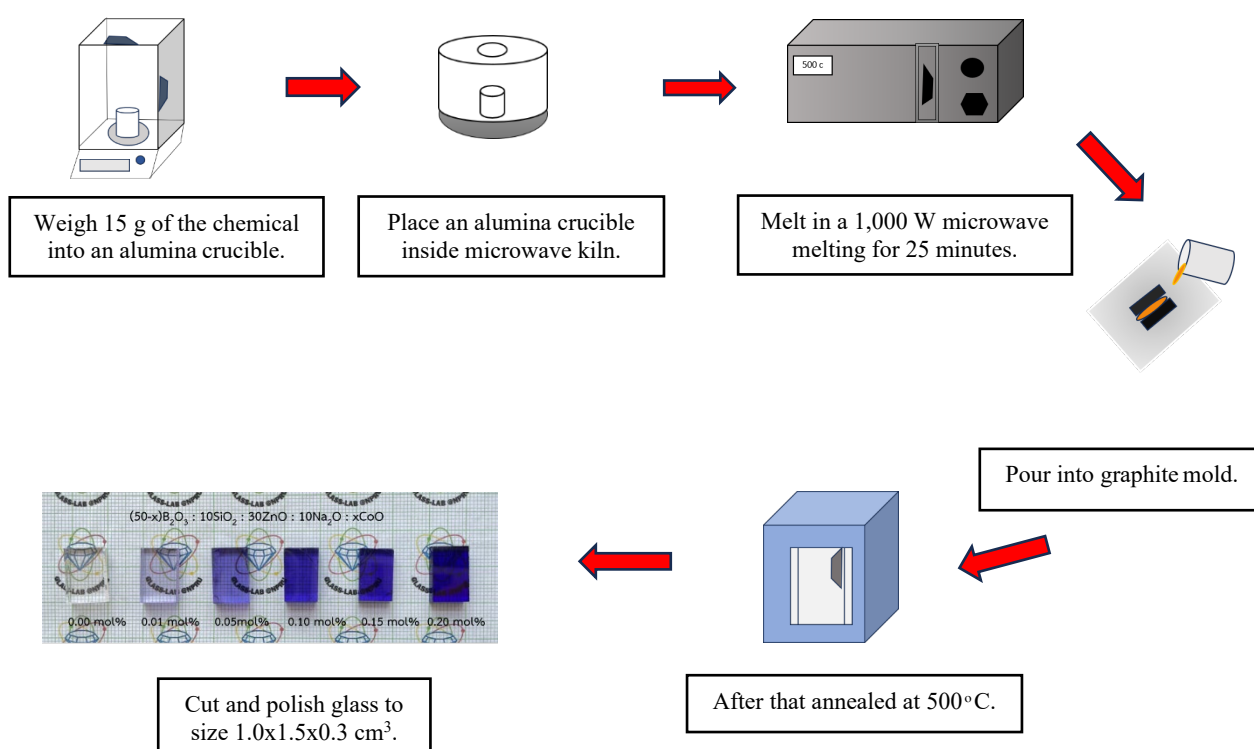 500 c
Weigh 15 g of the chemical
into an alumina crucible.
Place an alumina crucible
inside microwave kiln.
Melt in a 1,000 W microwave
melting for 25 minutes.
Pour into graphite mold.
After that annealed at 500°C.
(50-x)B₂O₃ : 10SiO₂ : 30ZnO : 10Na₂O : xCoO
0.00 mol% 0.01 mol% 0.05mol% 0.10 mol% 0.15 mol% 0.20 mol%
Cut and polish glass to
size 1.0x1.5x0.3 cm³.